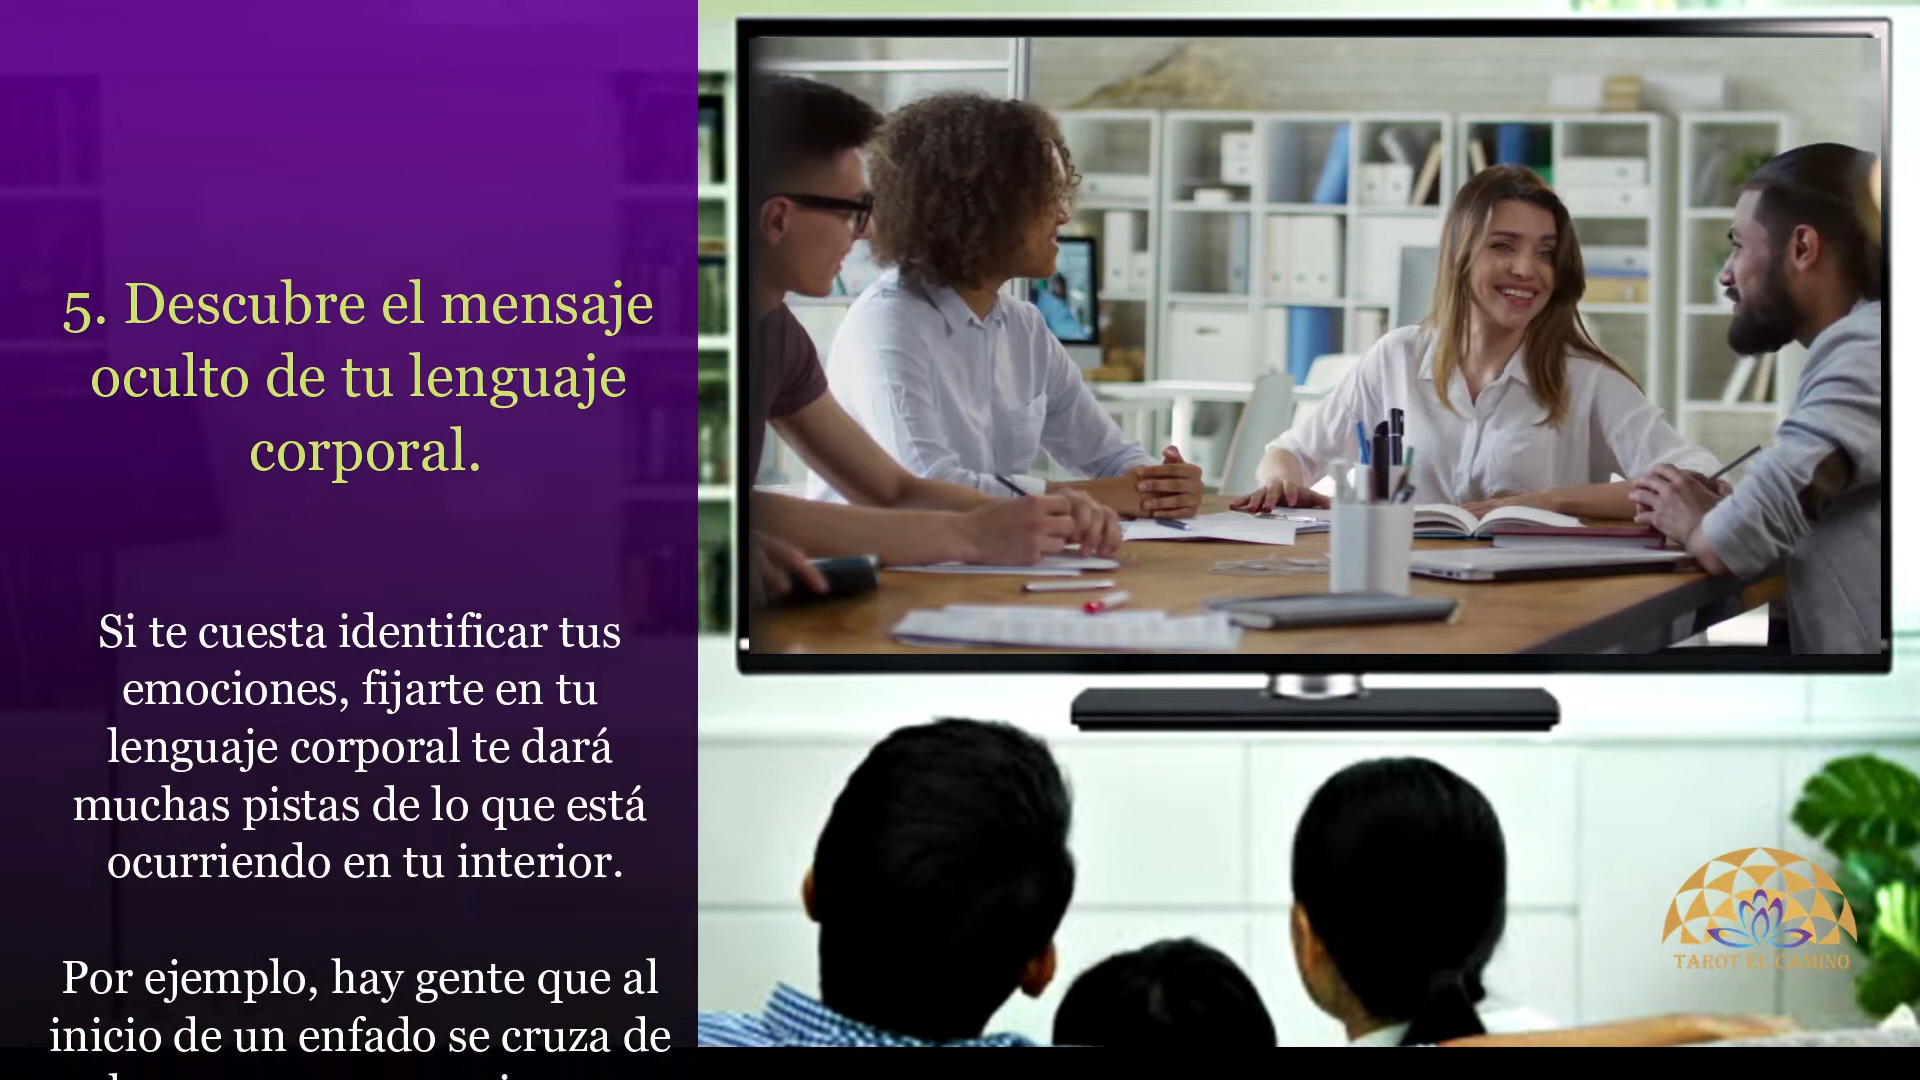 5. Descubre el mensaje
oculto de tu lenguaje
corporal.
Si te cuesta identificar tus
emociones, fijarte en tu
lenguaje corporal te dará
muchas pistas de lo que está
ocurriendo en tu interior.
Por ejemplo, hay gente que al
inicio de un enfado se cruza de
TAROT EL CAMINO